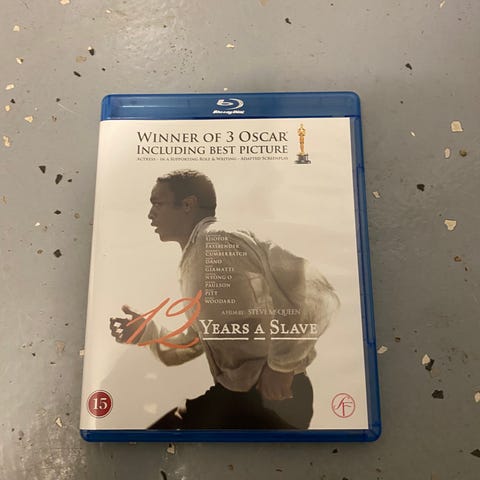 Blu-ray Disc
WINNER OF 3 OSCAR
INCLUDING BEST PICTURE
ACTRESS - IN A SUPPORTING ROLE & WRITING - ADAPTED SCREENPLAY
EJIOFOR
FASSBENDER
CUMBERBATCH
DANO
GIAMATTI
NYONG'O
PAULSON
PITT
WOODARD
A FILM BY STEVE MCQUEEN
12 YEARS A SLAVE
15
SF